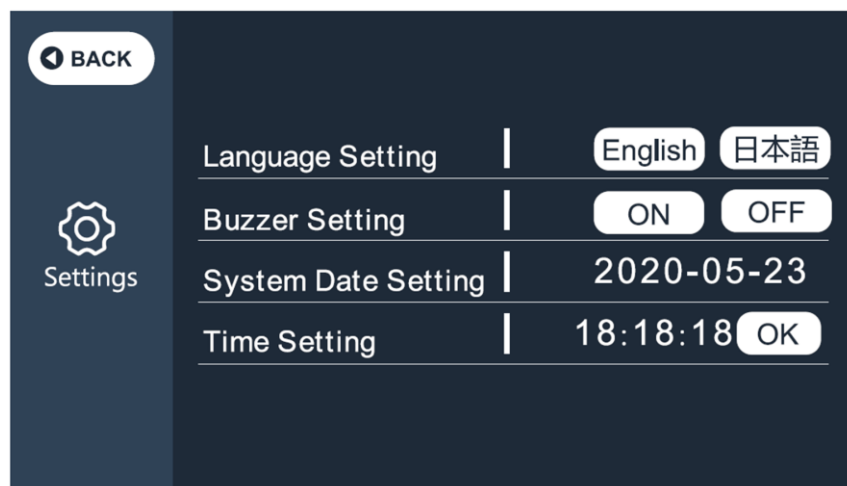 BACK
Language Setting English 日本語
Buzzer Setting ON OFF
Settings
System Date Setting 2020-05-23
Time Setting 18:18:18 OK